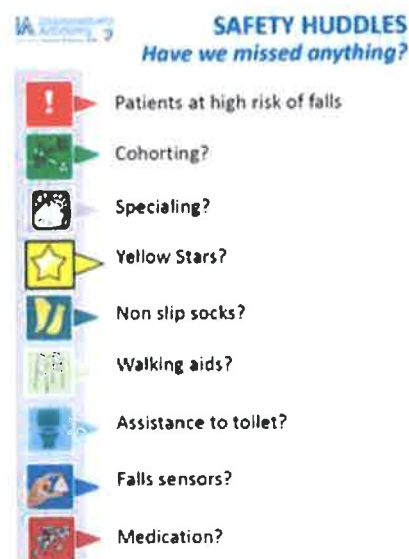 IA
SAFETY HUDDLES
Have we missed anything?
!
Patients at high risk of falls
Cohorting?
Specialing?
Yellow Stars?
Non slip socks?
Walking aids?
Assistance to toilet?
Falls sensors?
Medication?